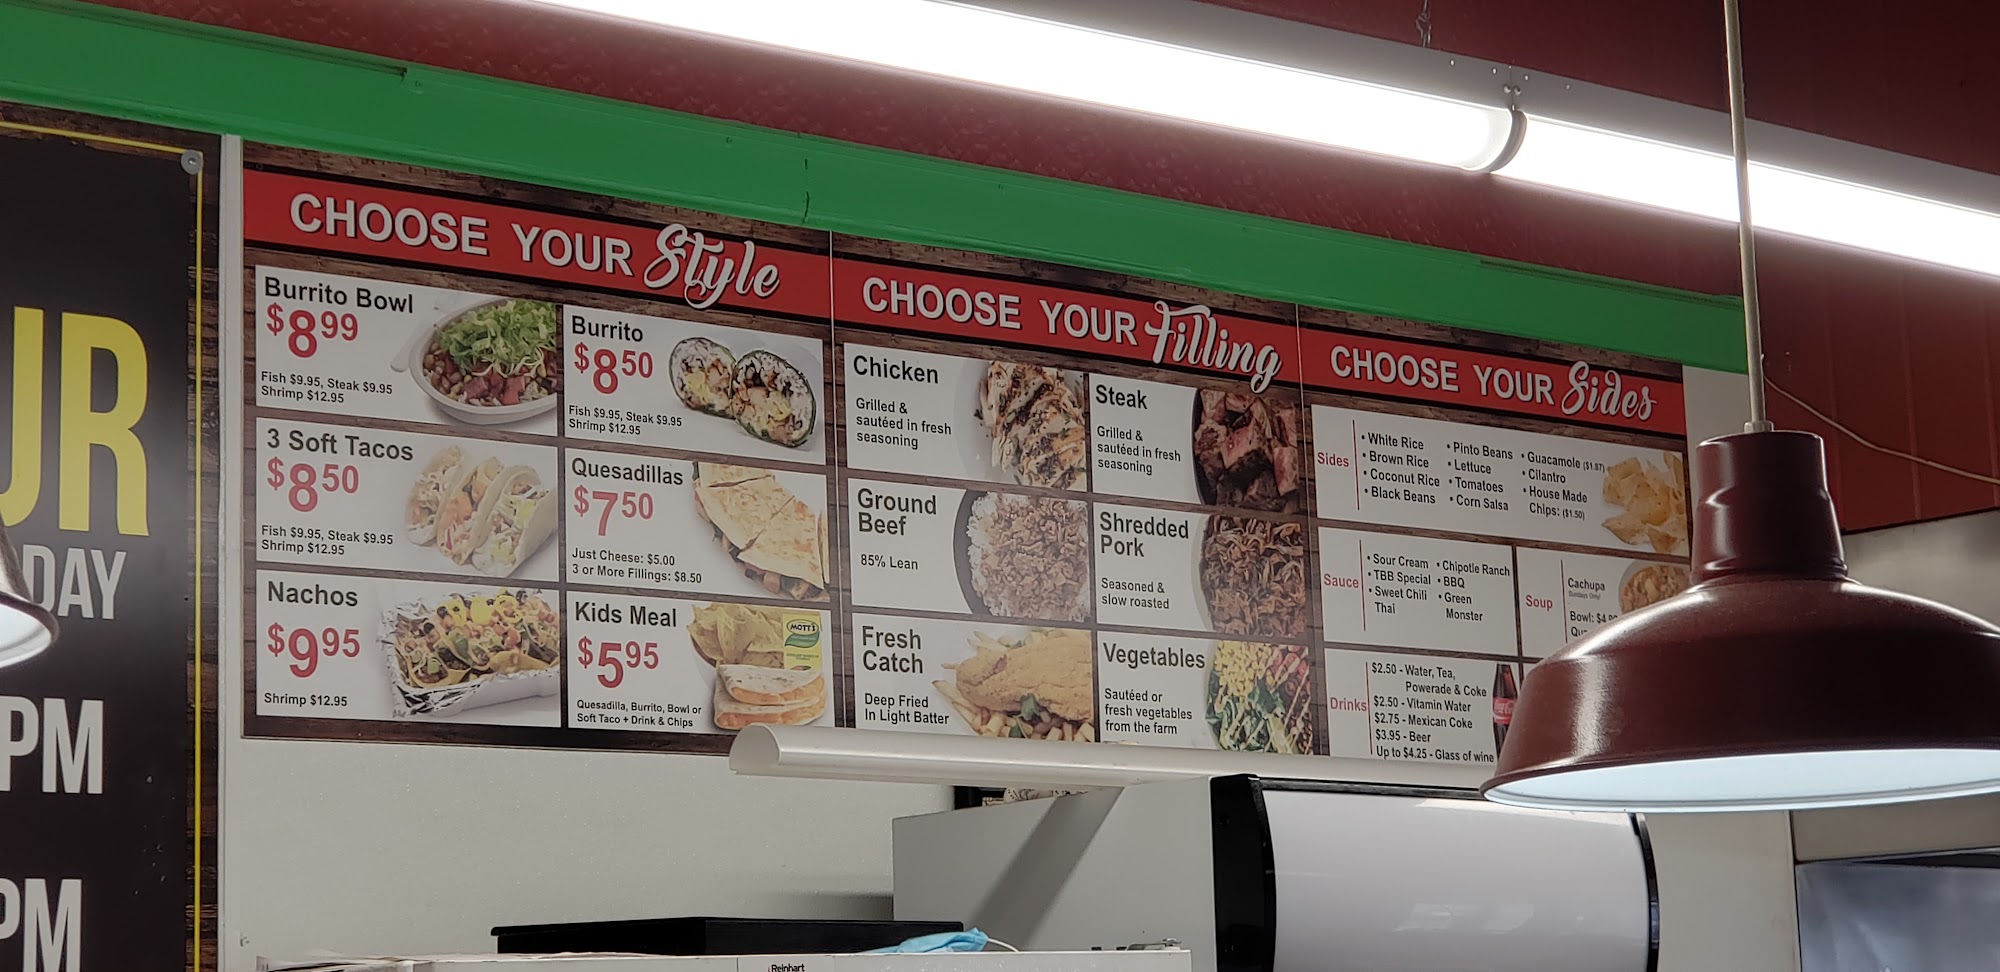 UR
DAY
PM
PM
CHOOSE YOUR Style
Burrito Bowl
$8.99
Fish $9.95, Steak $9.95
Shrimp $12.95
Burrito
$8.50
Fish $9.95, Steak $9.95
Shrimp $12.95
3 Soft Tacos
$8.50
Fish $9.95, Steak $9.95
Shrimp $12.95
Quesadillas
$7.50
Just Cheese: $5.00
3 or More Fillings: $8.50
Nachos
$9.95
Shrimp $12.95
Kids Meal
$5.95
Quesadilla, Burrito, Bowl or
Soft Taco + Drink & Chips
MOTT'S
CHOOSE YOUR Filling
Chicken
Grilled &
sautéed in fresh
seasoning
Steak
Grilled &
sautéed in fresh
seasoning
Ground
Beef
85% Lean
Shredded
Pork
Seasoned &
slow roasted
Fresh
Catch
Deep Fried
In Light Batter
Vegetables
Sautéed or
fresh vegetables
from the farm
CHOOSE YOUR Sides
Sides
• White Rice
• Brown Rice
• Coconut Rice
• Black Beans
• Pinto Beans
• Lettuce
• Tomatoes
• Corn Salsa
• Guacamole ($1.87)
• Cilantro
• House Made
Chips: ($1.50)
Sauce
• Sour Cream
• TBB Special
• Sweet Chili
Thai
• Chipotle Ranch
• BBQ
• Green
Monster
Soup
Cachupa
Sundays Only!
Bowl: $4
Drinks
$2.50 - Water, Tea,
Powerade & Coke
$2.50 - Vitamin Water
$2.75 - Mexican Coke
$3.95 - Beer
Up to $4.25 - Glass of wine
Reinhart